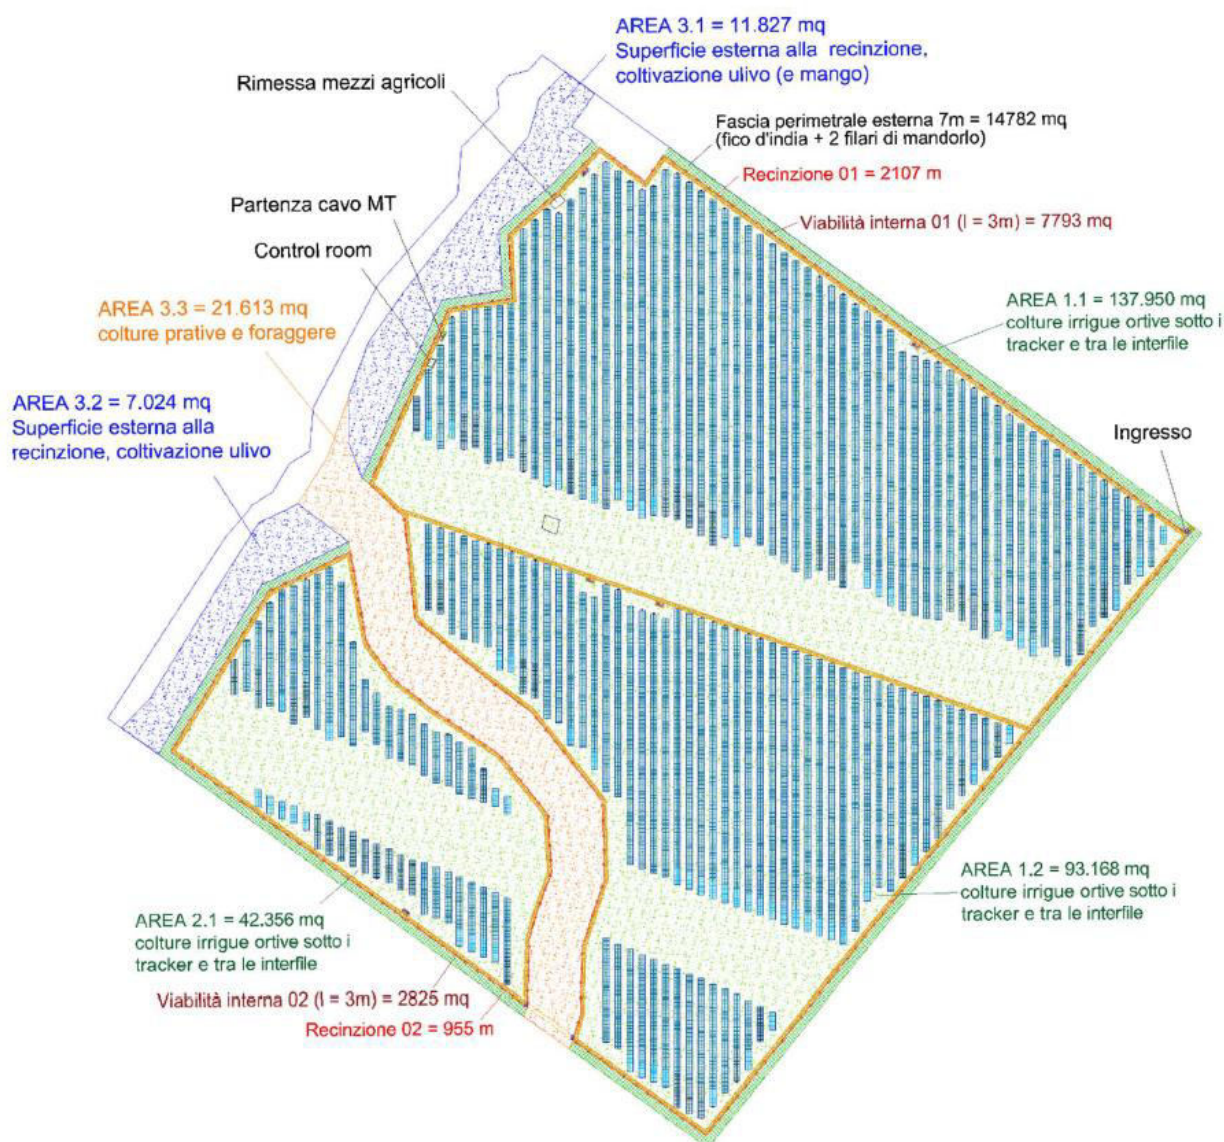 AREA 3.1 = 11.827 mq
Superficie esterna alla recinzione,
coltivazione ulivo (e mango)
Rimessa mezzi agricoli
Fascia perimetrale esterna 7m = 14782 mq
(fico d'india + 2 filari di mandorlo)
Recinzione 01 = 2107 m
Partenza cavo MT
Viabilità interna 01 (l = 3m) = 7793 mq
Control room
AREA 3.3 = 21.613 mq
colture prative e foraggere
AREA 1.1 = 137.950 mq
colture irrigue ortive sotto i
tracker e tra le interfile
AREA 3.2 = 7.024 mq
Superficie esterna alla
recinzione, coltivazione ulivo
Ingresso
AREA 1.2 = 93.168 mq
colture irrigue ortive sotto i
tracker e tra le interfile
AREA 2.1 = 42.356 mq
colture irrigue ortive sotto i
tracker e tra le interfile
Viabilità interna 02 (l = 3m) = 2825 mq
Recinzione 02 = 955 m